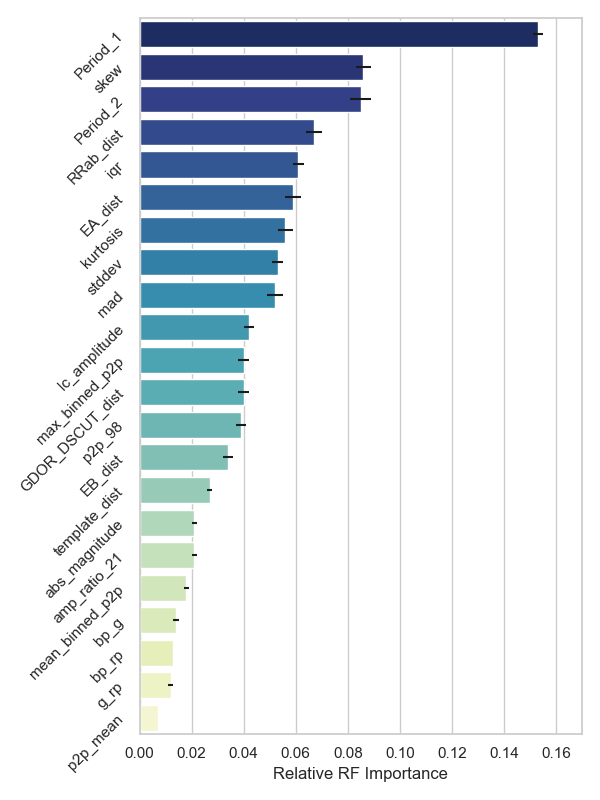 Period_1
skew
Period_2
RRab_dist
iqr
EA_dist
kurtosis
stddev
mad
lc_amplitude
max_binned_p2p
GDOR_DSCUT_dist
p2p_98
EB_dist
template_dist
abs_magnitude
amp_ratio_21
mean_binned_p2p
bp_g
bp_rp
g_rp
p2p_mean
0.00 0.02 0.04 0.06 0.08 0.10 0.12 0.14 0.16
Relative RF Importance